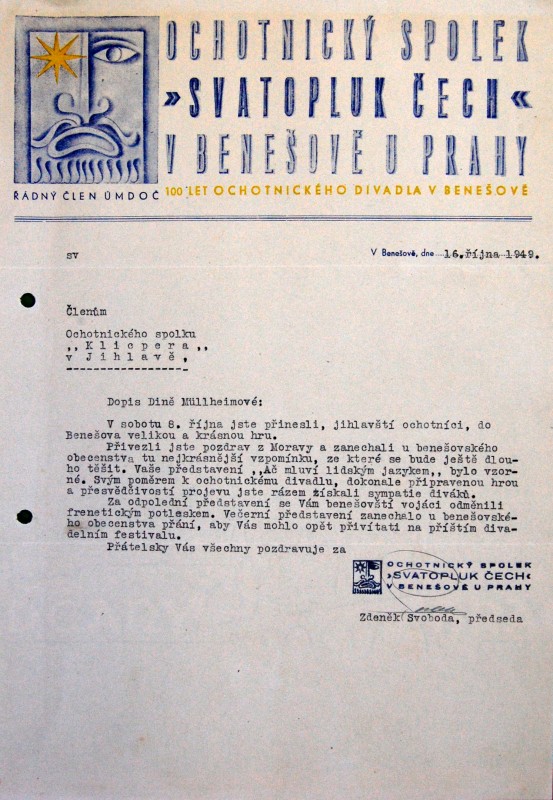 OCHOTNICKÝ SPOLEK
»SVATOPLUK ČECH«
V BENEŠOVĚ U PRAHY
ŘÁDNÝ ČLEN ÚMDOČ
100 LET OCHOTNICKÉHO DIVADLA V BENEŠOVĚ
sv
V Benešově, dne 16.října 1949.
Členům
Ochotnického spolku
,,Klicpera,,
v Jihlavě,
------------------
Dopis Dině Müllheimové:
V sobotu 8. října jste přinesli, jihlavští ochotníci, do
Benešova velikou a krásnou hru.
Přivezli jste pozdrav z Moravy a zanechali u benešovského
obecenstva tu nejkrásnější vzpomínku, ze které se bude ještě dlou-
ho těšit. Vaše představení ,,Ač mluví lidským jazykem,, bylo vzor-
né. Svým poměrem k ochotnickému divadlu, dokonale připravenou hrou
a přesvědčivostí projevu jste rázem získali sympatie diváků.
Za odpolední představení se Vám benešovští vojáci odměnili
frenetickým potleskem. Večerní představení zanechalo u benešovské-
ho obecenstva přání, aby Vás mohlo opět přivítati na příštím diva-
delním festivalu.
Přátelsky Vás všechny pozdravuje za
OCHOTNICKÝ SPOLEK
»SVATOPLUK ČECH«
V BENEŠOVĚ U PRAHY
Zdeněk Svoboda, předseda